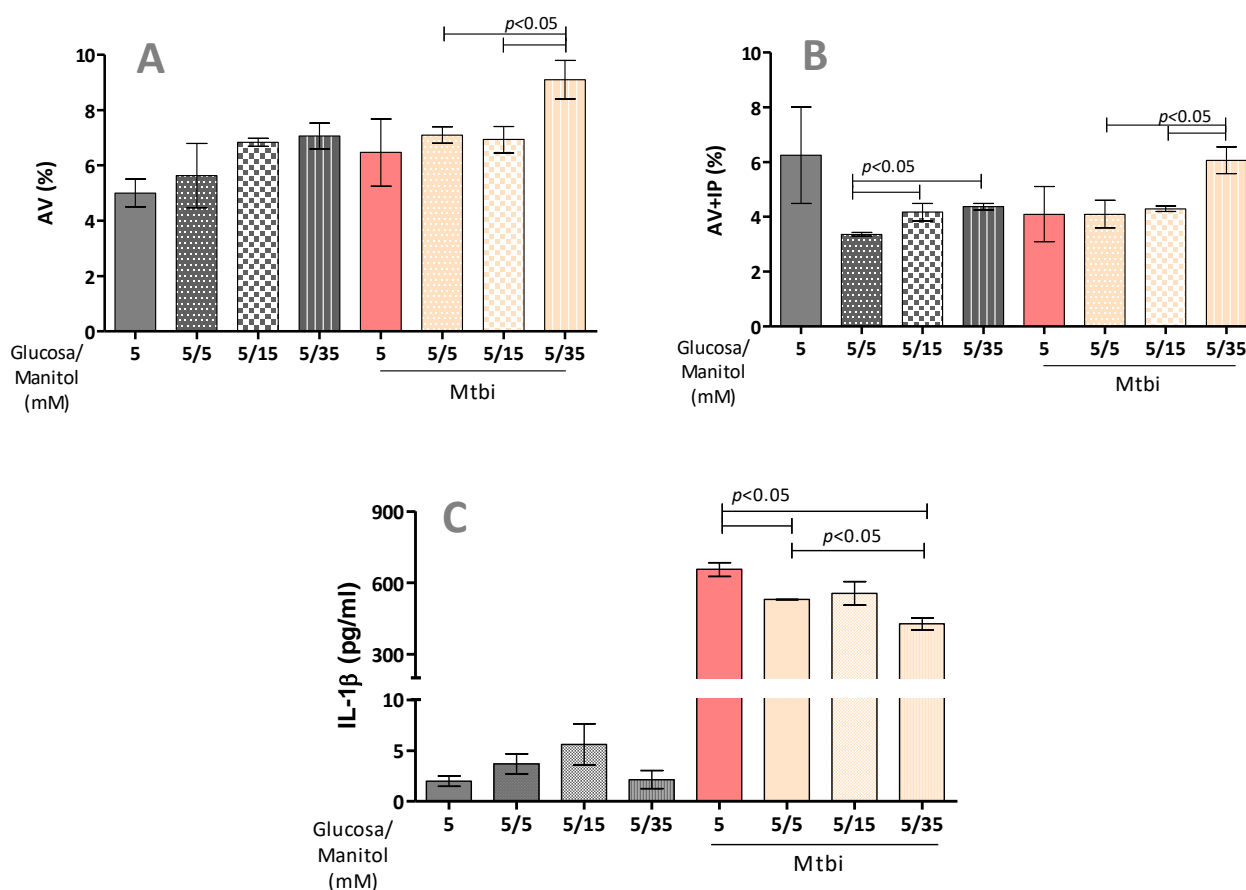 A
p<0.05
AV (%)
10
8
6
4
2
0
5 5/5 5/15 5/35 5 5/5 5/15 5/35
Glucosa/
Manitol
(mM)
Mtbi
B
p<0.05
p<0.05
AV+IP (%)
10
8
6
4
2
0
5 5/5 5/15 5/35 5 5/5 5/15 5/35
Glucosa/
Manitol
(mM)
Mtbi
C
p<0.05
p<0.05
IL-1β (pg/ml)
900
600
300
10
5
0
5 5/5 5/15 5/35 5 5/5 5/15 5/35
Glucosa/
Manitol
(mM)
Mtbi